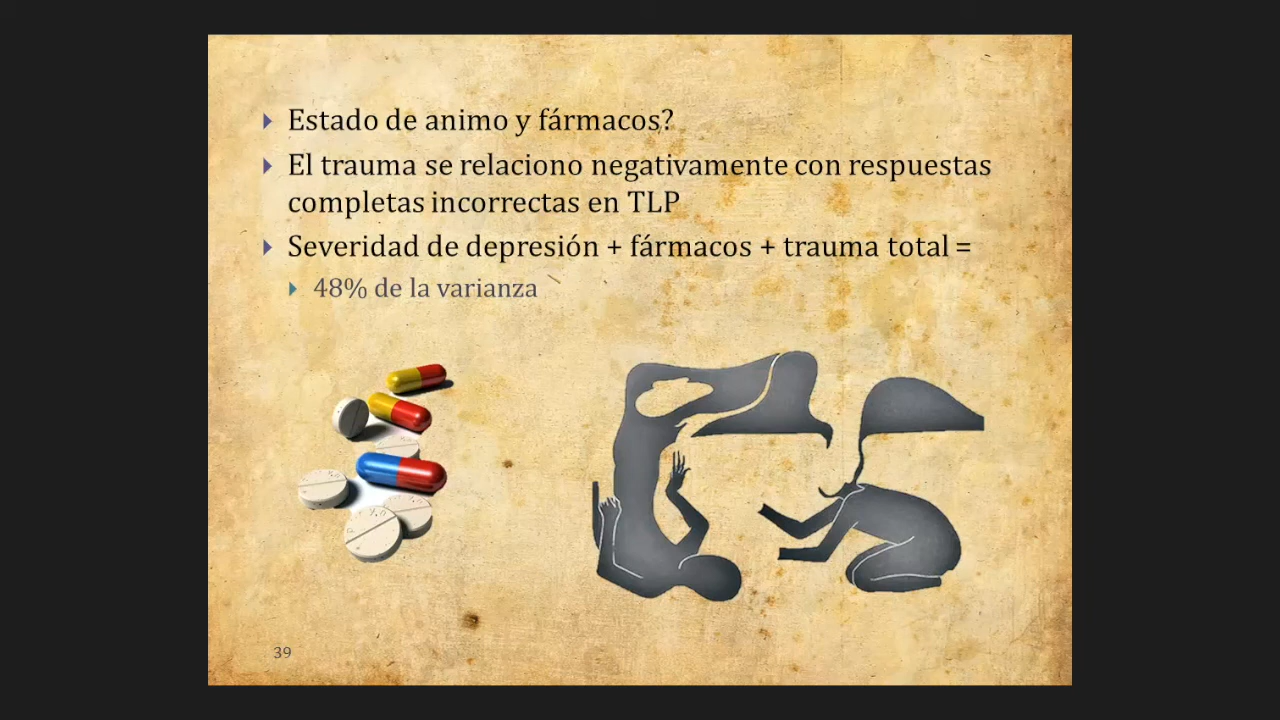 Estado de animo y fármacos?
El trauma se relaciono negativamente con respuestas
completas incorrectas en TLP
Severidad de depresión + fármacos + trauma total =
48% de la varianza
39